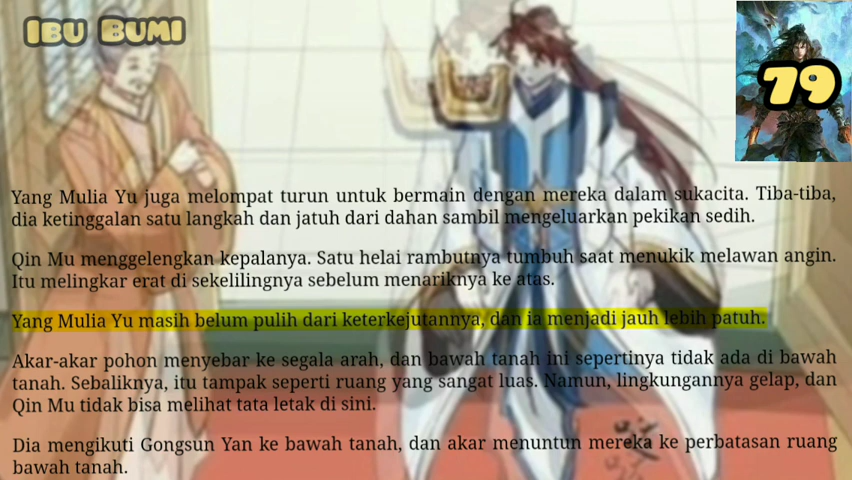 IBU BUMI
79
Yang Mulia Yu juga melompat turun untuk bermain dengan mereka dalam sukacita. Tiba-tiba,
dia ketinggalan satu langkah dan jatuh dari dahan sambil mengeluarkan pekikan sedih.
Qin Mu menggelengkan kepalanya. Satu helai rambutnya tumbuh saat menukik melawan angin.
Itu melingkar erat di sekelilingnya sebelum menariknya ke atas.
Yang Mulia Yu masih belum pulih dari keterkejutannya, dan ia menjadi jauh lebih patuh.
Akar-akar pohon menyebar ke segala arah, dan bawah tanah ini sepertinya tidak ada di bawah
tanah. Sebaliknya, itu tampak seperti ruang yang sangat luas. Namun, lingkungannya gelap, dan
Qin Mu tidak bisa melihat tata letak di sini.
Dia mengikuti Gongsun Yan ke bawah tanah, dan akar menuntun mereka ke perbatasan ruang
bawah tanah.